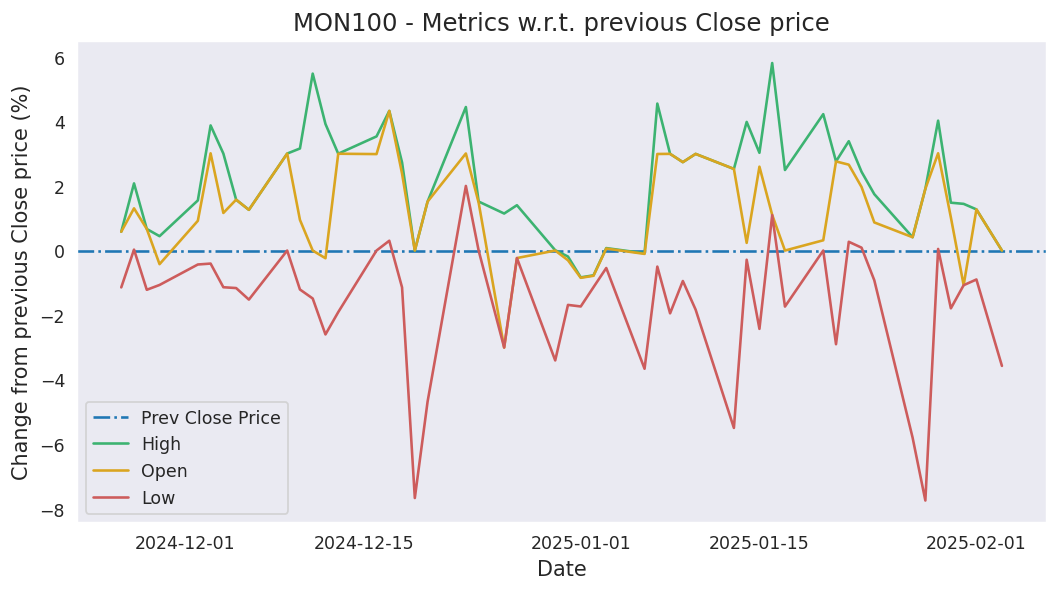 MON100 - Metrics w.r.t. previous Close price
Change from previous Close price (%)
6
4
2
0
−2
−4
−6
−8
Prev Close Price
High
Open
Low
2024-12-01 2024-12-15 2025-01-01 2025-01-15 2025-02-01
Date